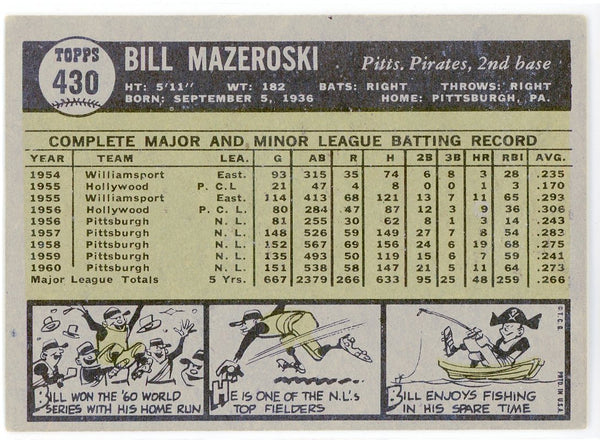 TOPPS
430
BILL MAZEROSKI
Pitts. Pirates, 2nd base
HT: 5'11" WT: 182 BATS: RIGHT THROWS: RIGHT
BORN: SEPTEMBER 5, 1936 HOME: PITTSBURGH, PA.
COMPLETE MAJOR AND MINOR LEAGUE BATTING RECORD
YEAR TEAM LEA. G AB R H 2B 3B HR RBI AVG.
1954 Williamsport East. 93 315 35 74 6 8 3 28 .235
1955 Hollywood P. C.L 21 47 4 8 0 0 1 3 .170
1955 Williamsport East. 114 413 68 121 13 7 11 65 .293
1956 Hollywood P. C.L. 80 284 47 87 12 3 9 36 .306
1956 Pittsburgh N. L. 81 255 30 62 8 1 3 14 .243
1957 Pittsburgh N. L. 148 526 59 149 27 7 8 54 .283
1958 Pittsburgh N. L. 152 567 69 156 24 6 19 68 .275
1959 Pittsburgh N. L. 135 493 50 119 15 6 7 59 .241
1960 Pittsburgh N. L. 151 538 58 147 21 5 11 64 .273
Major League Totals 5 Yrs. 667 2379 266 633 95 25 48 259 .266
BILL WON THE '60 WORLD
SERIES WITH HIS HOME RUN
HE IS ONE OF THE N.L.'s
TOP FIELDERS
BILL ENJOYS FISHING
IN HIS SPARE TIME
© T.C.G.
PRTD. IN U.S.A.